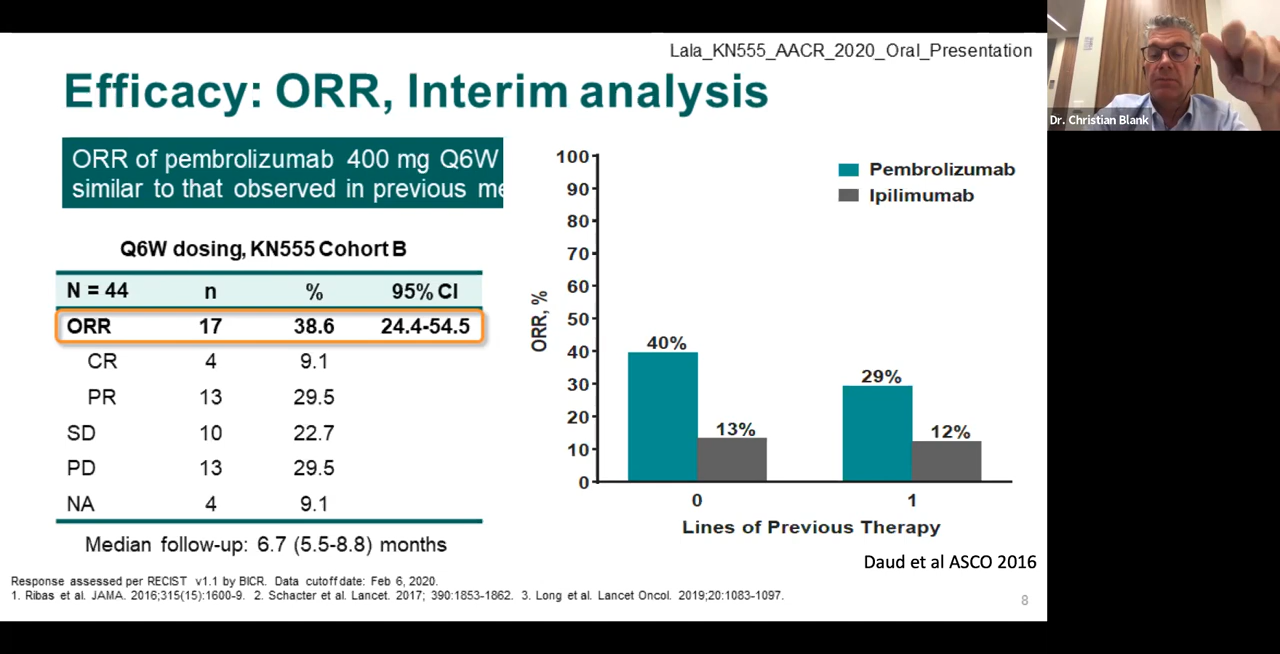 Lala_KN555_AACR_2020_Oral_Presentation
Efficacy: ORR, Interim analysis
Dr. Christian Blank
ORR of pembrolizumab 400 mg Q6W
similar to that observed in previous
Q6W dosing, KN555 Cohort B
N = 44 n % 95% CI
ORR 17 38.6 24.4-54.5
CR 4 9.1
PR 13 29.5
SD 10 22.7
PD 13 29.5
NA 4 9.1
Median follow-up: 6.7 (5.5-8.8) months
Pembrolizumab
Ipilimumab
ORR, %
100
90
80
70
60
50
40
30
20
10
0
40%
13%
29%
12%
0 1
Lines of Previous Therapy
Daud et al ASCO 2016
Response assessed per RECIST v1.1 by BICR. Data cutoff date: Feb 6, 2020.
1. Ribas et al. JAMA. 2016;315(15):1600-9. 2. Schacter et al. Lancet. 2017; 390:1853-1862. 3. Long et al. Lancet Oncol. 2019;20:1083-1097.
8